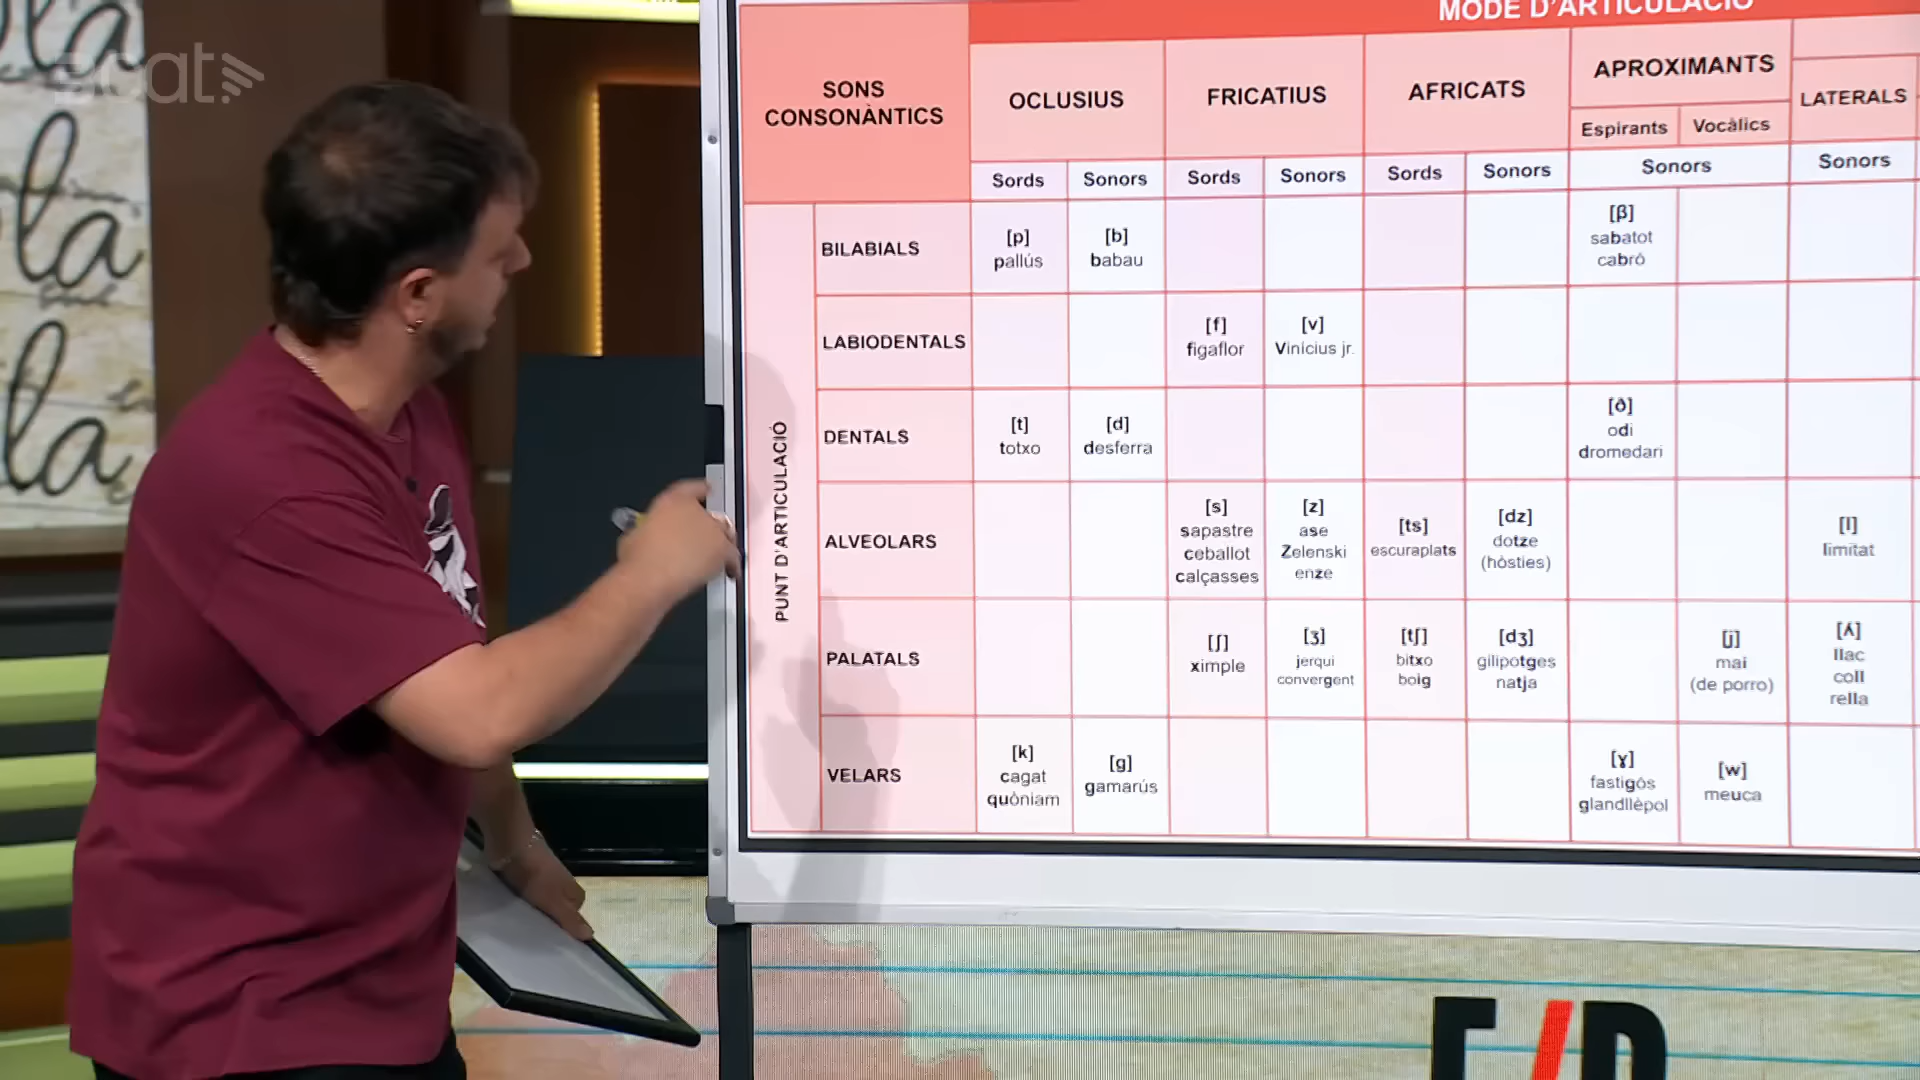 3cat
MODE D'ARTICULACIÓ
SONS
CONSONÀNTICS
OCLUSIUS
FRICATIUS
AFRICATS
APROXIMANTS
LATERALS
Espirants
Vocàlics
Sords
Sonors
Sords
Sonors
Sords
Sonors
Sonors
Sonors
PUNT D'ARTICULACIÓ
BILABIALS
[p]
pallús
[b]
babau
[β]
sabatot
cabró
LABIODENTALS
[f]
figaflor
[v]
Vinícius jr.
DENTALS
[t]
totxo
[d]
desferra
[ð]
odi
dromedari
ALVEOLARS
[s]
sapastre
ceballot
calçasses
[z]
ase
Zelenski
enze
[ts]
escuraplats
[dz]
dotze
(hòsties)
[l]
limitat
PALATALS
[ʃ]
ximple
[ʒ]
jerqui
convergent
[tʃ]
bitxo
boig
[dʒ]
gilipotges
natja
[j]
mai
(de porro)
[ʎ]
llac
coll
rella
VELARS
[k]
cagat
quòniam
[g]
gamarús
[ɣ]
fastigós
glandllépol
[w]
meuca